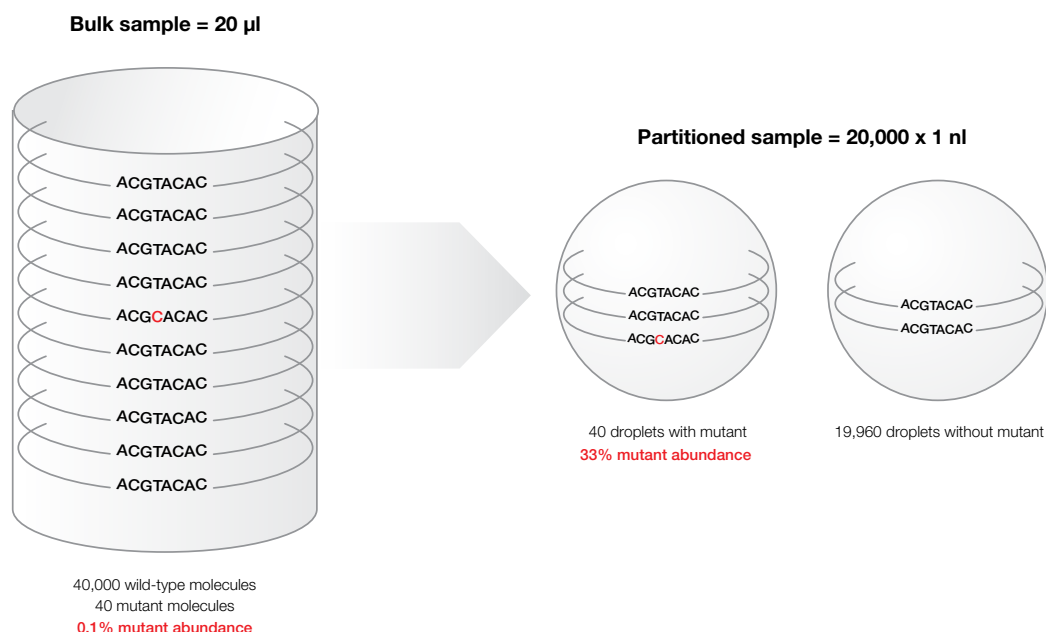 Bulk sample = 20 µl
ACGTACAC
ACGTACAC
ACGTACAC
ACGTACAC
ACGCACAC
ACGTACAC
ACGTACAC
ACGTACAC
ACGTACAC
ACGTACAC
40,000 wild-type molecules
40 mutant molecules
0.1% mutant abundance
Partitioned sample = 20,000 x 1 nl
ACGTACAC
ACGTACAC
ACGCACAC
40 droplets with mutant
33% mutant abundance
ACGTACAC
ACGTACAC
19,960 droplets without mutant